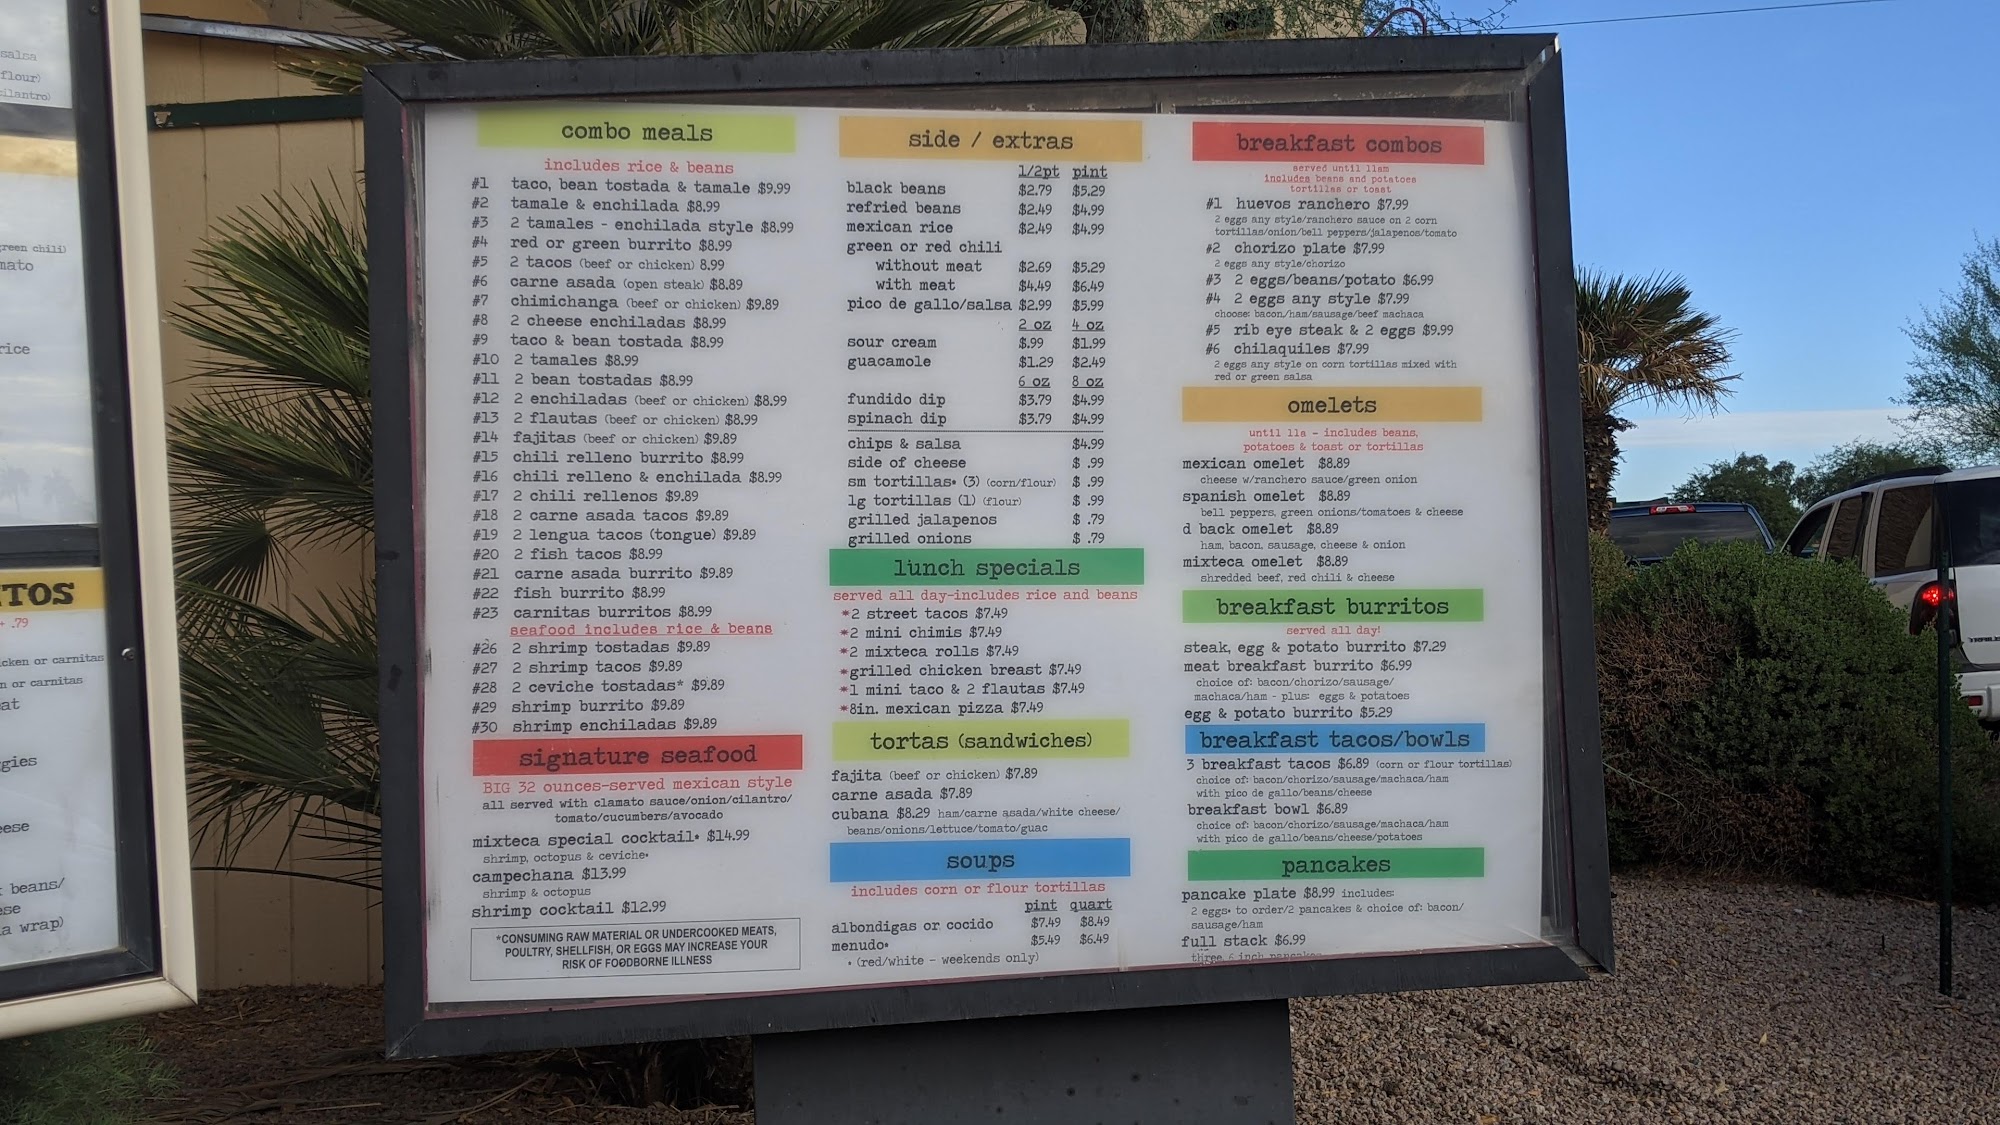 salsa
flour)
cilantro)
green chili)
mato
rice
ITOS
+ .79
cken or carnitas
n or carnitas
at
gies
eese
beans/
ese
a wrap)
combo meals
includes rice & beans
#1 taco, bean tostada & tamale $9.99
#2 tamale & enchilada $8.99
#3 2 tamales - enchilada style $8.99
#4 red or green burrito $8.99
#5 2 tacos (beef or chicken) 8.99
#6 carne asada (open steak) $8.89
#7 chimichanga (beef or chicken) $9.89
#8 2 cheese enchiladas $8.99
#9 taco & bean tostada $8.99
#10 2 tamales $8.99
#11 2 bean tostadas $8.99
#12 2 enchiladas (beef or chicken) $8.99
#13 2 flautas (beef or chicken) $8.99
#14 fajitas (beef or chicken) $9.89
#15 chili relleno burrito $8.99
#16 chili relleno & enchilada $8.99
#17 2 chili rellenos $9.89
#18 2 carne asada tacos $9.89
#19 2 lengua tacos (tongue) $9.89
#20 2 fish tacos $8.99
#21 carne asada burrito $9.89
#22 fish burrito $8.99
#23 carnitas burritos $8.99
seafood includes rice & beans
#26 2 shrimp tostadas $9.89
#27 2 shrimp tacos $9.89
#28 2 ceviche tostadas* $9.89
#29 shrimp burrito $9.89
#30 shrimp enchiladas $9.89
signature seafood
BIG 32 ounces-served mexican style
all served with clamato sauce/onion/cilantro/
tomato/cucumbers/avocado
mixteca special cocktail* $14.99
shrimp, octopus & ceviche*
campechana $13.99
shrimp & octopus
shrimp cocktail $12.99
*CONSUMING RAW MATERIAL OR UNDERCOOKED MEATS,
POULTRY, SHELLFISH, OR EGGS MAY INCREASE YOUR
RISK OF FOODBORNE ILLNESS
side / extras
1/2pt pint
black beans $2.79 $5.29
refried beans $2.49 $4.99
mexican rice $2.49 $4.99
green or red chili
without meat $2.69 $5.29
with meat $4.49 $6.49
pico de gallo/salsa $2.99 $5.99
2 oz 4 oz
sour cream $.99 $1.99
guacamole $1.29 $2.49
6 oz 8 oz
fundido dip $3.79 $4.99
spinach dip $3.79 $4.99
chips & salsa $4.99
side of cheese $ .99
sm tortillas* (3) (corn/flour) $ .99
lg tortillas (1) (flour) $ .99
grilled jalapenos $ .79
grilled onions $ .79
lunch specials
served all day-includes rice and beans
*2 street tacos $7.49
*2 mini chimis $7.49
*2 mixteca rolls $7.49
*grilled chicken breast $7.49
*1 mini taco & 2 flautas $7.49
*8in. mexican pizza $7.49
tortas (sandwiches)
fajita (beef or chicken) $7.89
carne asada $7.89
cubana $8.29 ham/carne asada/white cheese/
beans/onions/lettuce/tomato/guac
soups
includes corn or flour tortillas
pint quart
albondigas or cocido $7.49 $8.49
menudo* $5.49 $6.49
* (red/white - weekends only)
breakfast combos
served until 11am
includes beans and potatoes
tortillas or toast
#1 huevos ranchero $7.99
2 eggs any style/ranchero sauce on 2 corn
tortillas/onion/bell peppers/jalapenos/tomato
#2 chorizo plate $7.99
2 eggs any style/chorizo
#3 2 eggs/beans/potato $6.99
#4 2 eggs any style $7.99
choose: bacon/ham/sausage/beef machaca
#5 rib eye steak & 2 eggs $9.99
#6 chilaquiles $7.99
2 eggs any style on corn tortillas mixed with
red or green salsa
omelets
until 11a - includes beans,
potatoes & toast or tortillas
mexican omelet $8.89
cheese w/ranchero sauce/green onion
spanish omelet $8.89
bell peppers, green onions/tomatoes & cheese
d back omelet $8.89
ham, bacon, sausage, cheese & onion
mixteca omelet $8.89
shredded beef, red chili & cheese
breakfast burritos
served all day!
steak, egg & potato burrito $7.29
meat breakfast burrito $6.99
choice of: bacon/chorizo/sausage/
machaca/ham - plus: eggs & potatoes
egg & potato burrito $5.29
breakfast tacos/bowls
3 breakfast tacos $6.89 (corn or flour tortillas)
choice of: bacon/chorizo/sausage/machaca/ham
with pico de gallo/beans/cheese
breakfast bowl $6.89
choice of: bacon/chorizo/sausage/machaca/ham
with pico de gallo/beans/cheese/potatoes
pancakes
pancake plate $8.99 includes:
2 eggs* to order/2 pancakes & choice of: bacon/
sausage/ham
full stack $6.99
three 6 inch pancakes